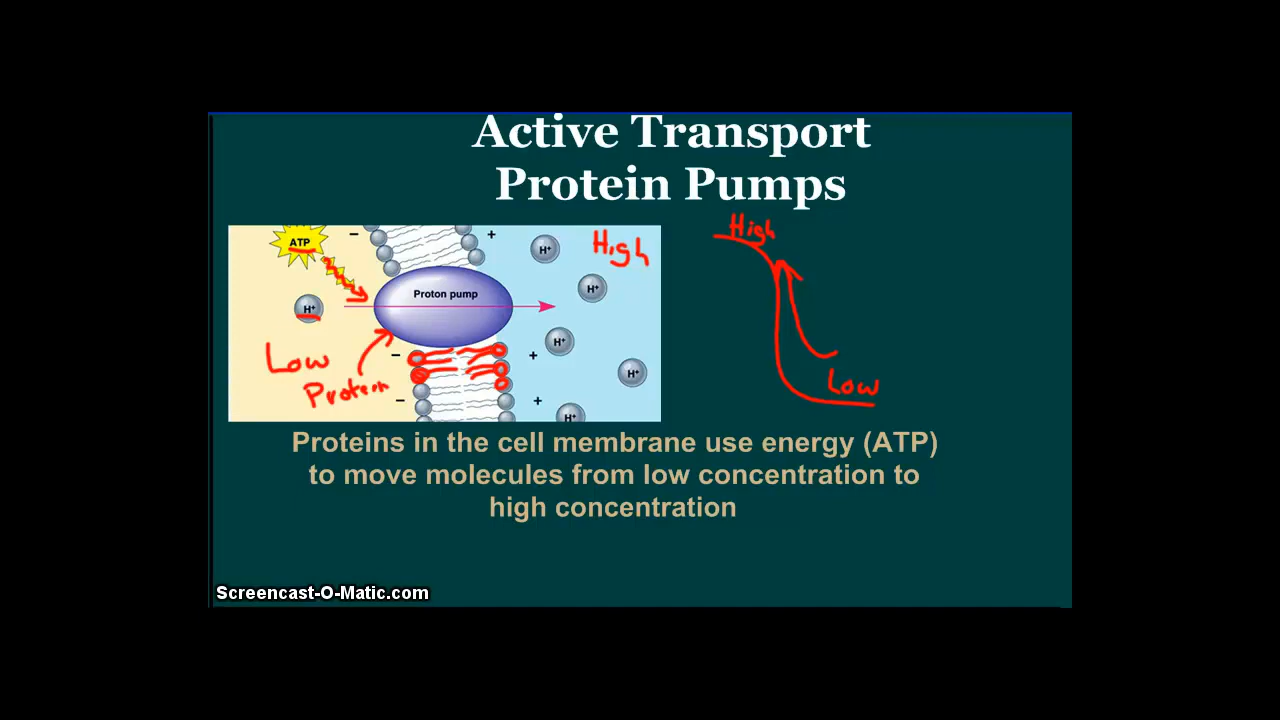 Active Transport
Protein Pumps
ATP
−
+
H⁺
High
High
H⁺
Proton pump
H⁺
H⁺
Low
−
+
Protein
H⁺
Low
−
+
H⁺
Proteins in the cell membrane use energy (ATP)
to move molecules from low concentration to
high concentration
Screencast-O-Matic.com